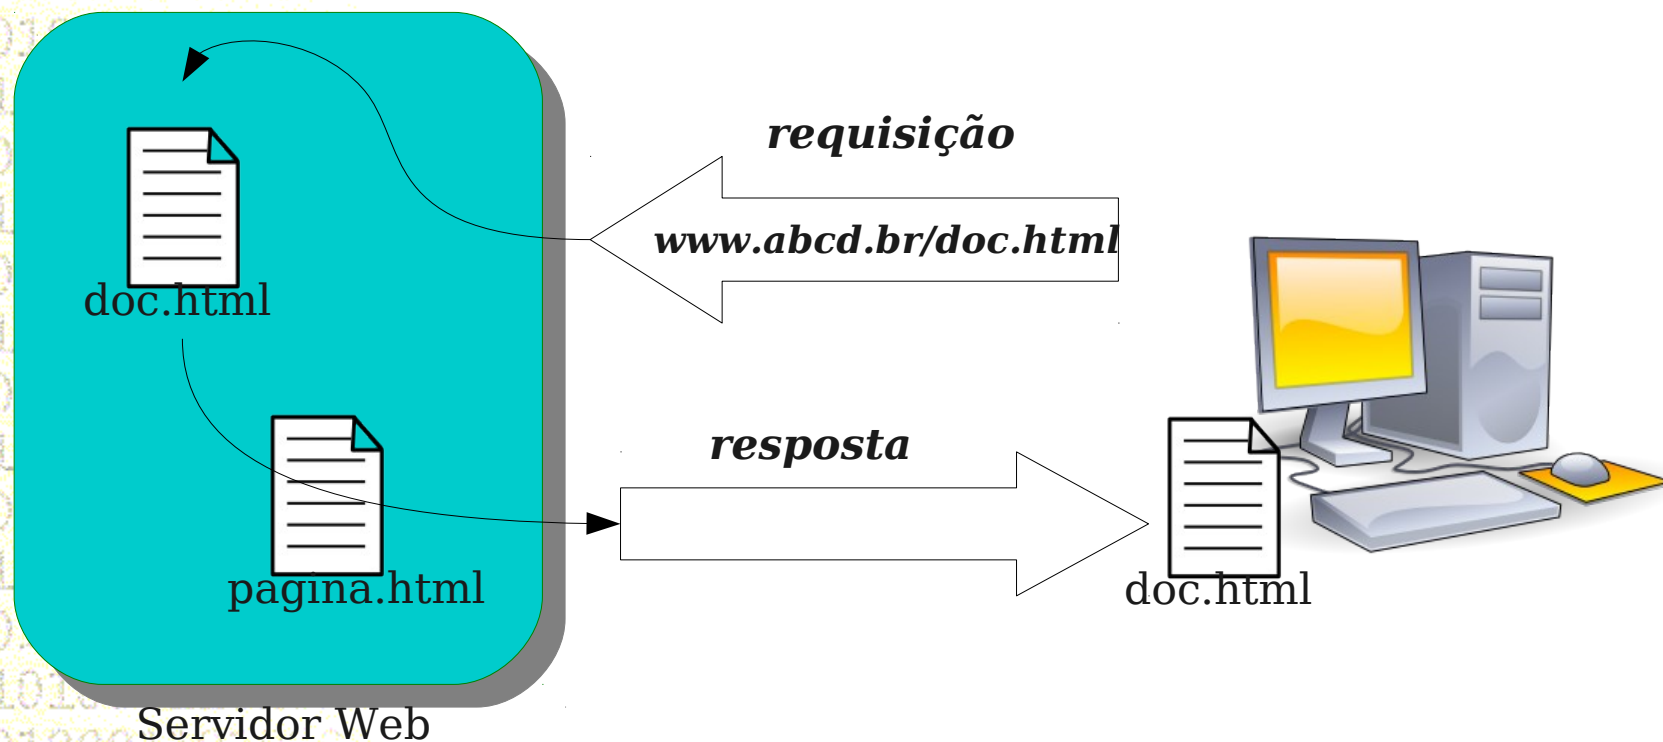 requisição
www.abcd.br/doc.html
doc.html
resposta
pagina.html
doc.html
Servidor Web